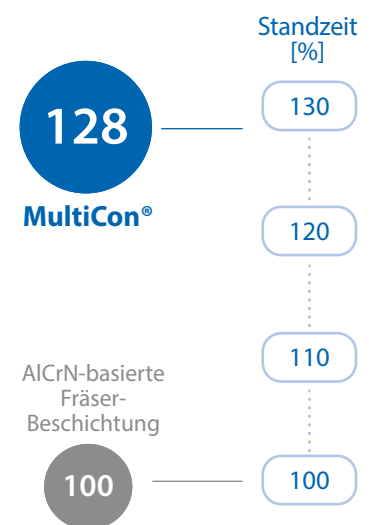 Standzeit
[%]
128
130
MultiCon®
120
110
AlCrN-basierte
Fräser-
Beschichtung
100
100